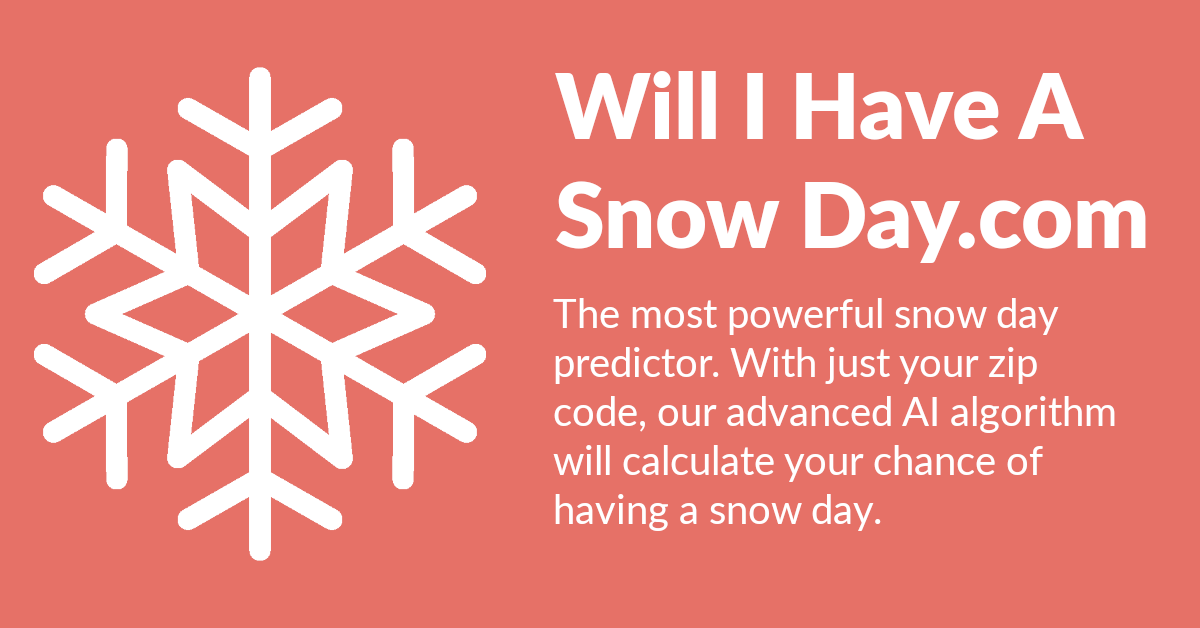 Will I Have A
Snow Day.com
The most powerful snow day
predictor. With just your zip
code, our advanced AI algorithm
will calculate your chance of
having a snow day.